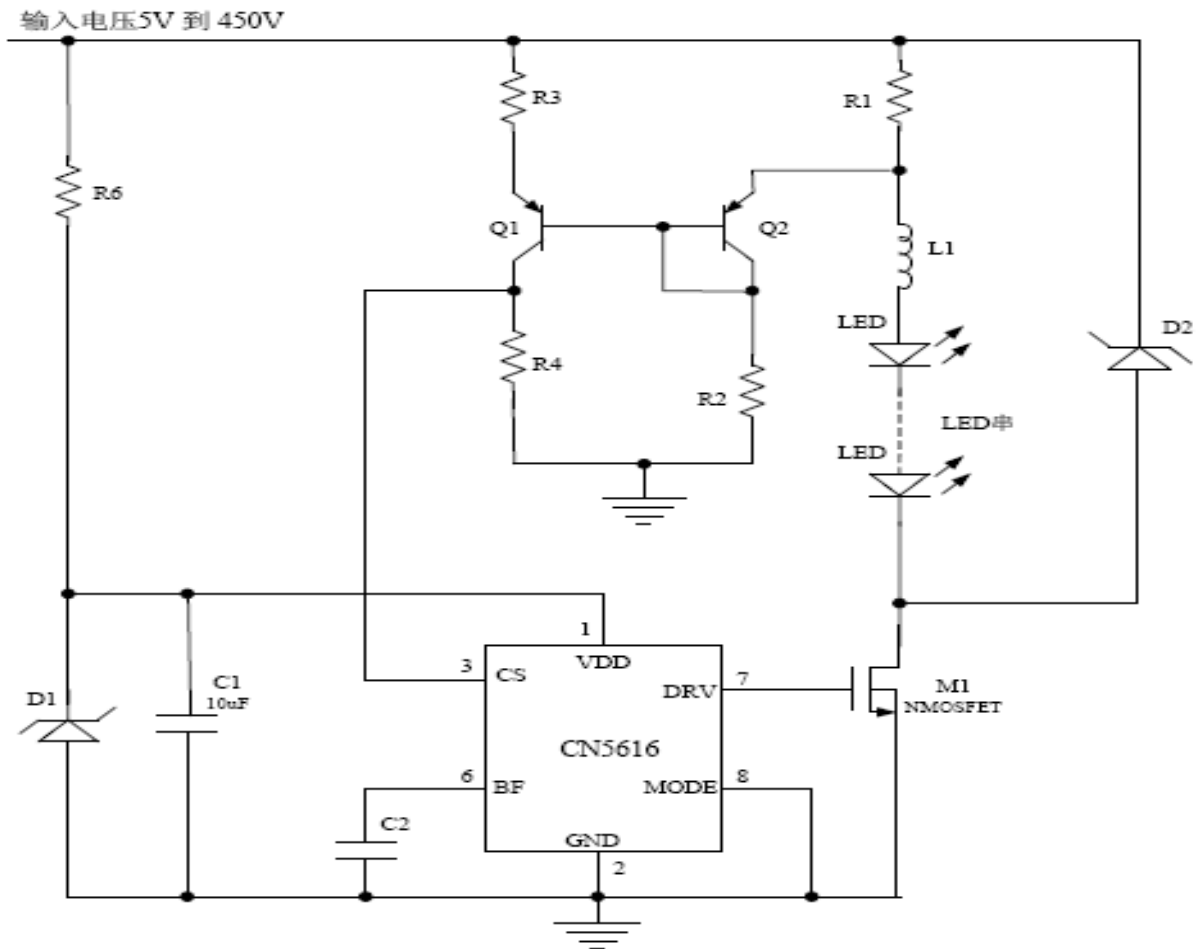 输入电压5V 到 450V
R3
R1
R6
Q1
Q2
L1
LED
D2
R4
R2
LED串
LED
1
VDD
3
CS
7
DRV
C1
10uF
D1
M1
NMOSFET
CN5616
6
BF
MODE
8
C2
GND
2